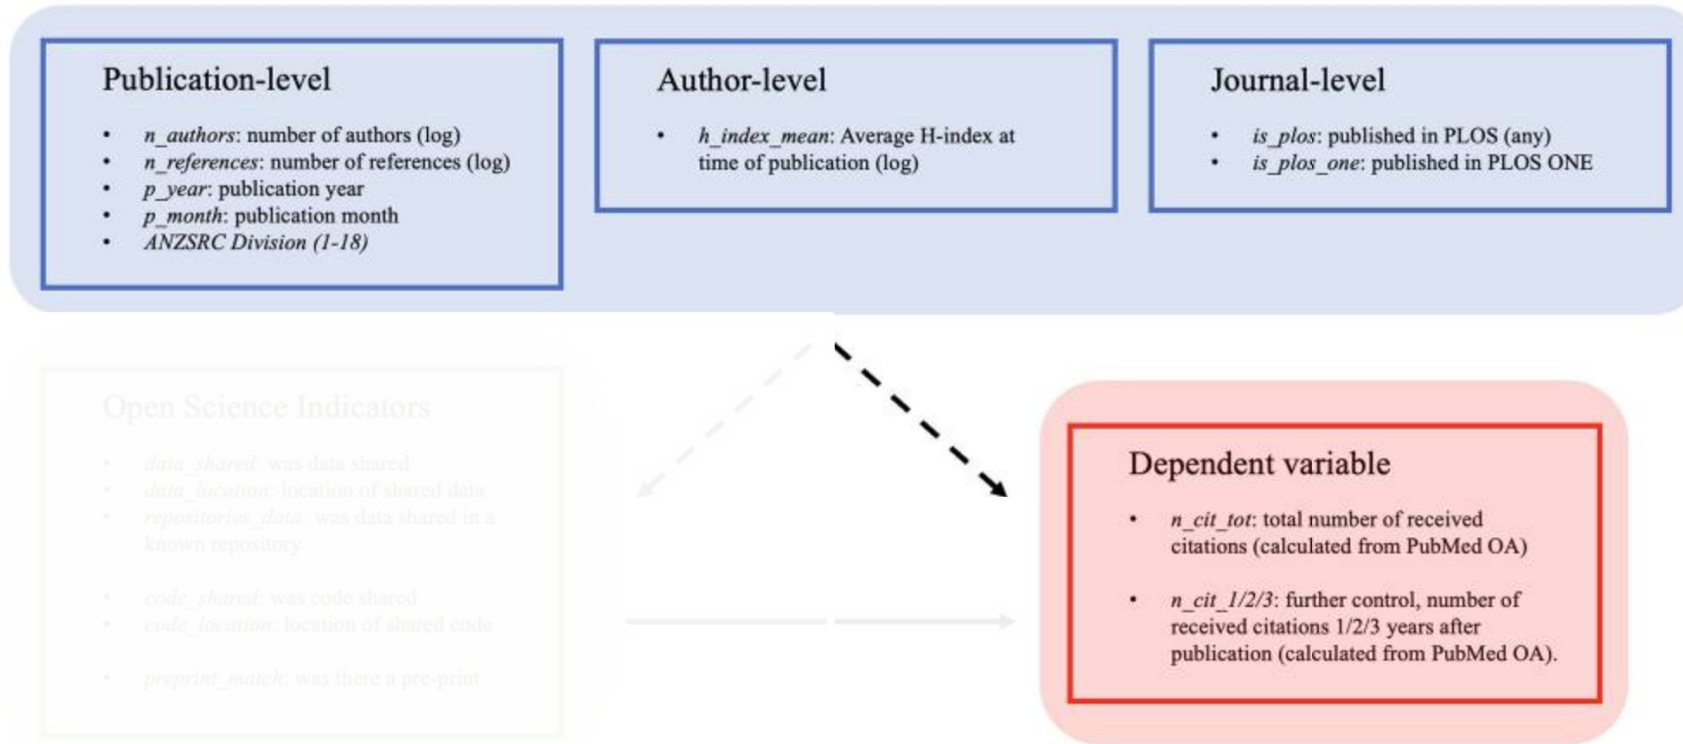 Publication-level
• n_authors: number of authors (log)
• n_references: number of references (log)
• p_year: publication year
• p_month: publication month
• ANZSRC Division (1-18)
Author-level
• h_index_mean: Average H-index at
time of publication (log)
Journal-level
• is_plos: published in PLOS (any)
• is_plos_one: published in PLOS ONE
Open Science Indicators
• data_shared: was data shared
• data_location: location of shared data
• repositories_data: was data shared in a
known repository
• code_shared: was code shared
• code_location: location of shared code
• preprint_match: was there a pre-print
Dependent variable
• n_cit_tot: total number of received
citations (calculated from PubMed OA)
• n_cit_1/2/3: further control, number of
received citations 1/2/3 years after
publication (calculated from PubMed OA).